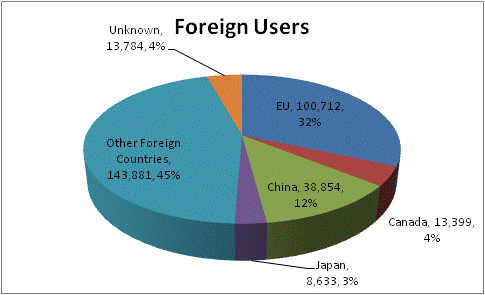 Foreign Users
Unknown,
13,784, 4%
EU, 100,712,
32%
Other Foreign
Countries,
143,881, 45%
China, 38,854,
12%
Canada, 13,399,
4%
Japan,
8,633, 3%